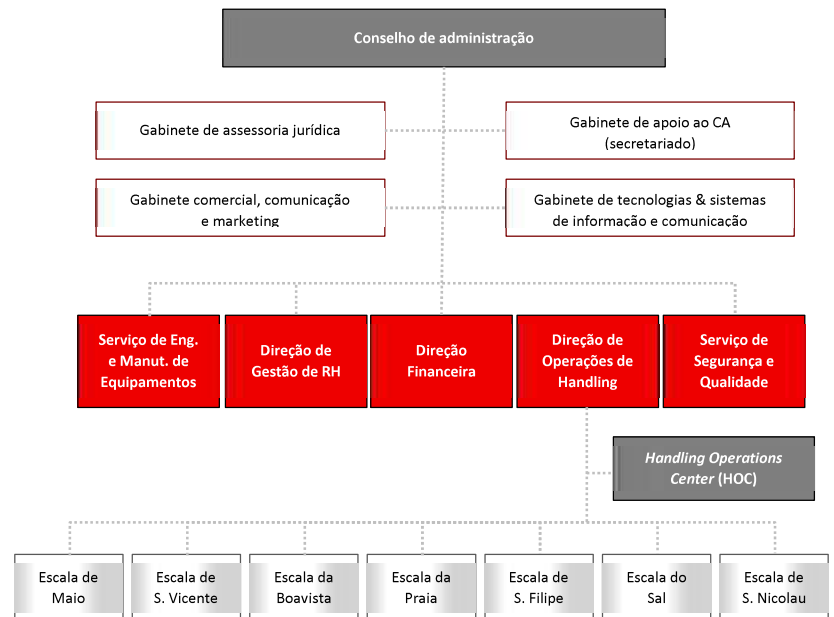 Conselho de administração
Gabinete de assessoria jurídica
Gabinete de apoio ao CA
(secretariado)
Gabinete comercial, comunicação
e marketing
Gabinete de tecnologias & sistemas
de informação e comunicação
Serviço de Eng.
e Manut. de
Equipamentos
Direção de
Gestão de RH
Direção
Financeira
Direção de
Operações de
Handling
Serviço de
Segurança e
Qualidade
Handling Operations
Center (HOC)
Escala de
Maio
Escala de
S. Vicente
Escala da
Boavista
Escala da
Praia
Escala de
S. Filipe
Escala do
Sal
Escala de
S. Nicolau